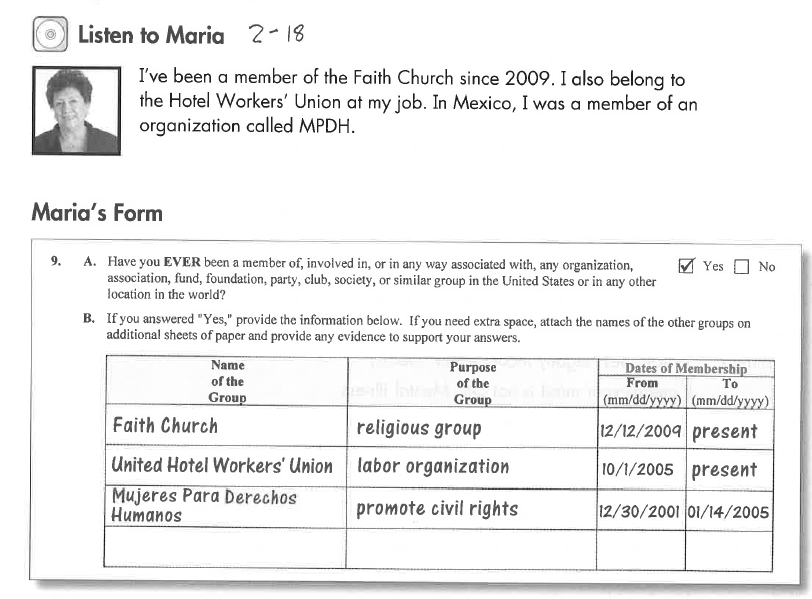 Listen to Maria 2-18
I've been a member of the Faith Church since 2009. I also belong to
the Hotel Workers' Union at my job. In Mexico, I was a member of an
organization called MPDH.
Maria's Form
9. A. Have you EVER been a member of, involved in, or in any way associated with, any organization, Yes No
association, fund, foundation, party, club, society, or similar group in the United States or in any other
location in the world?
B. If you answered "Yes," provide the information below. If you need extra space, attach the names of the other groups on
additional sheets of paper and provide any evidence to support your answers.
Name of the Group Purpose of the Group Dates of Membership
From (mm/dd/yyyy) To (mm/dd/yyyy)
Faith Church religious group 12/12/2009 present
United Hotel Workers' Union labor organization 10/1/2005 present
Mujeres Para Derechos
Humanos promote civil rights 12/30/2001 01/14/2005